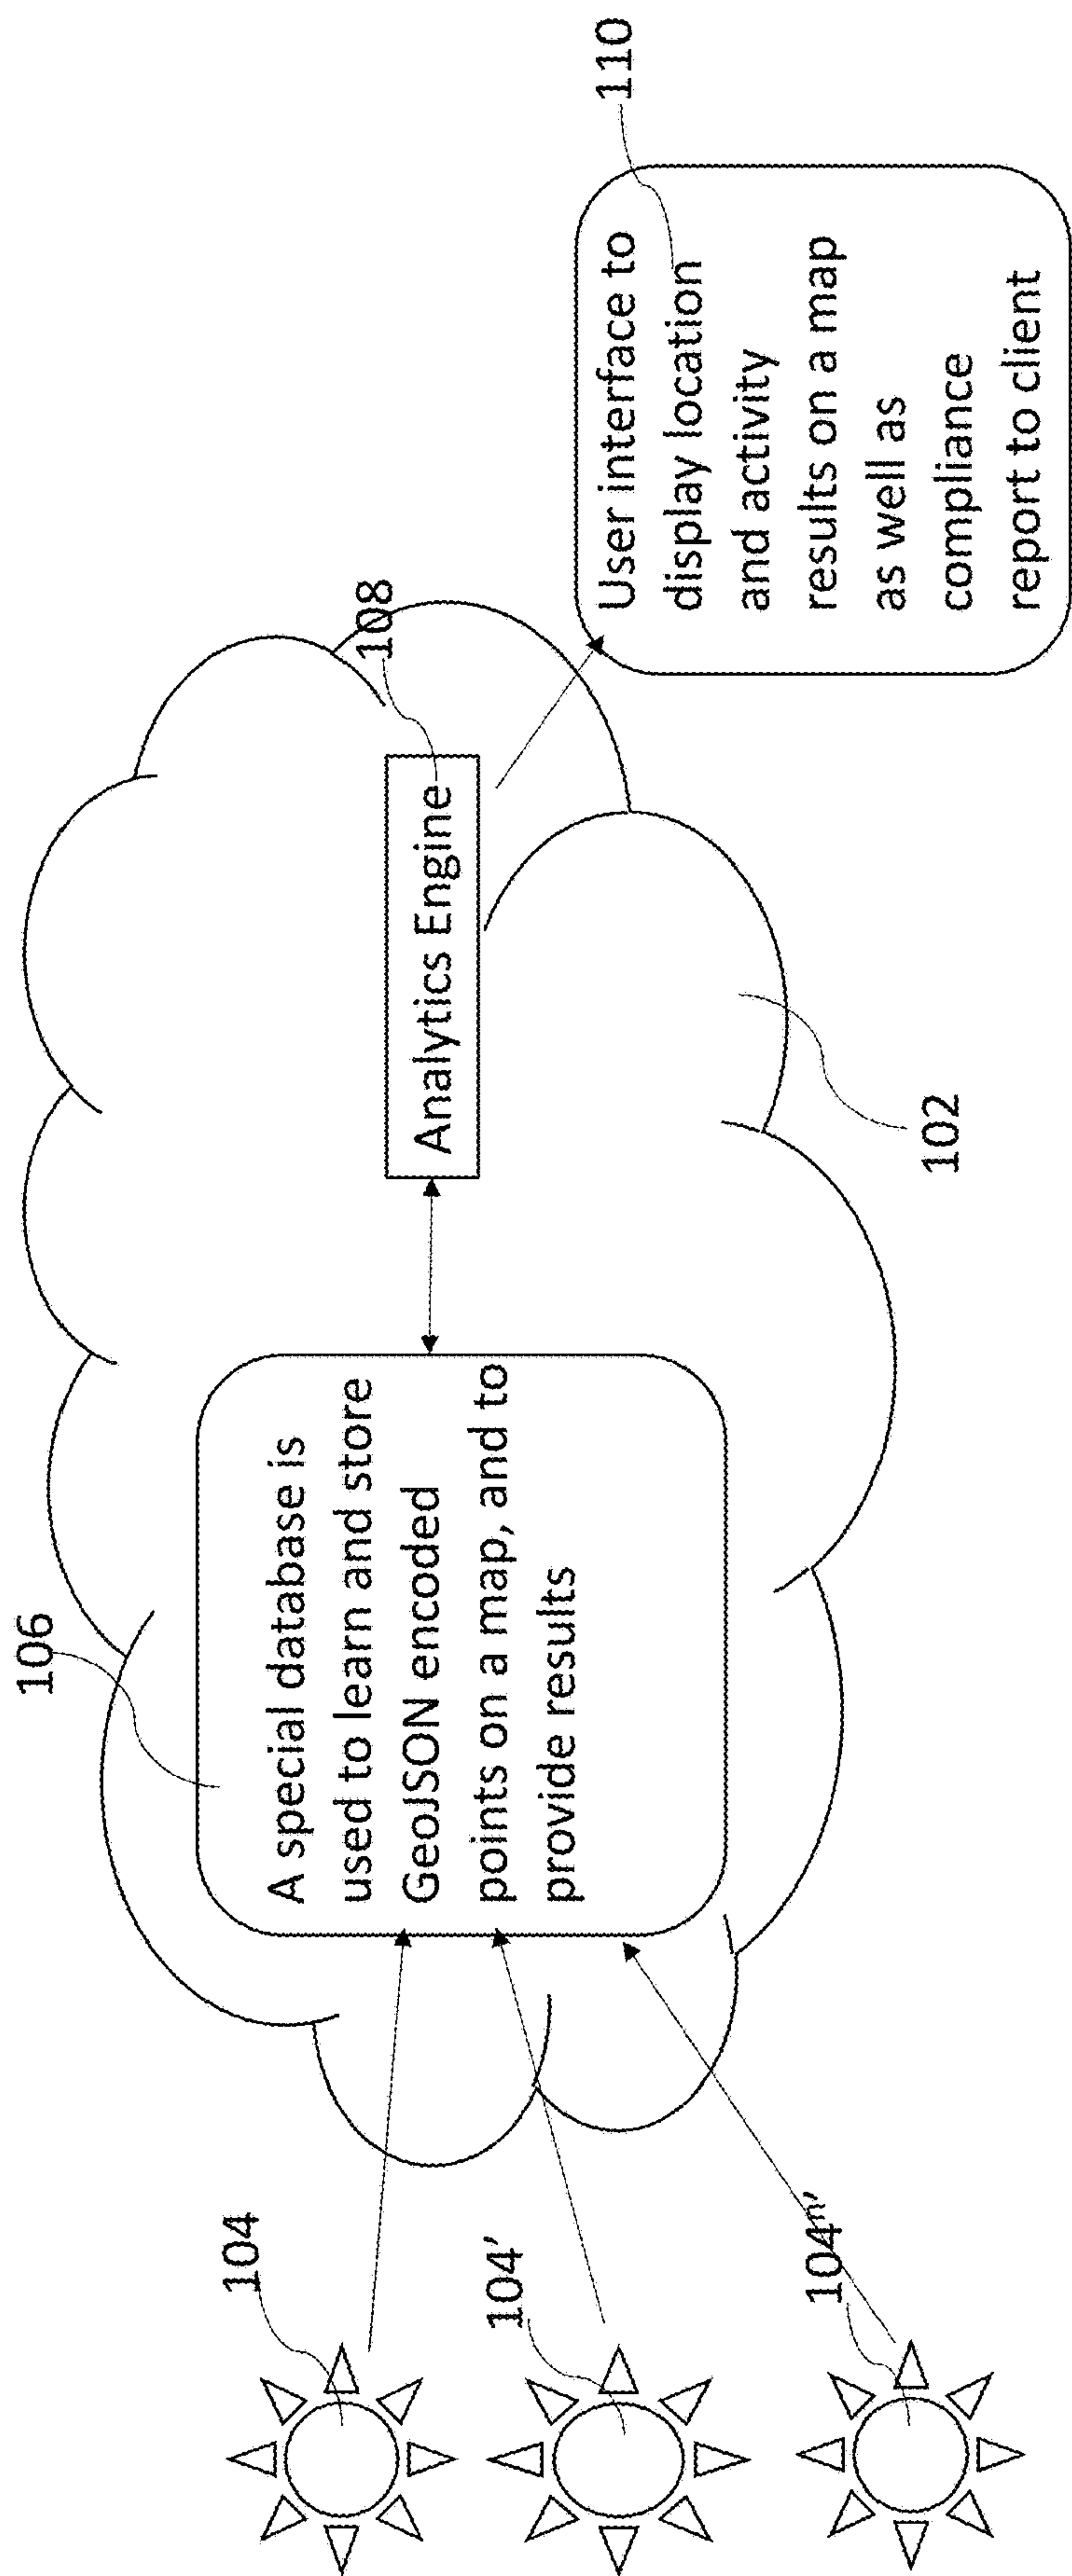 104
104'
104ⁿ'
106
A special database is
used to learn and store
GeoJSON encoded
points on a map, and to
provide results
108
Analytics Engine
102
110
User interface to
display location
and activity
results on a map
as well as
compliance
report to client